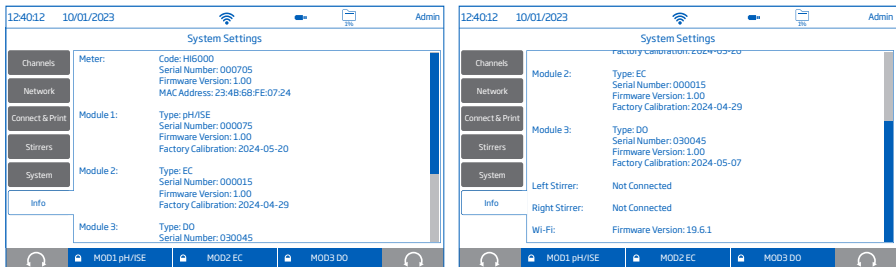 12:40:12 10/01/2023 1% Admin
System Settings
Channels
Network
Connect & Print
Stirrers
System
Info
Meter: Code: HI6000
Serial Number: 000705
Firmware Version: 1.00
MAC Address: 23:4B:68:FE:07:24
Module 1: Type: pH/ISE
Serial Number: 000075
Firmware Version: 1.00
Factory Calibration: 2024-05-20
Module 2: Type: EC
Serial Number: 000015
Firmware Version: 1.00
Factory Calibration: 2024-04-29
Module 3: Type: DO
Serial Number: 030045
MOD1 pH/ISE MOD2 EC MOD3 DO
12:40:12 10/01/2023 1% Admin
System Settings
Channels
Network
Connect & Print
Stirrers
System
Info
Factory Calibration: 2024-05-20
Module 2: Type: EC
Serial Number: 000015
Firmware Version: 1.00
Factory Calibration: 2024-04-29
Module 3: Type: DO
Serial Number: 030045
Firmware Version: 1.00
Factory Calibration: 2024-05-07
Left Stirrer: Not Connected
Right Stirrer: Not Connected
Wi-Fi: Firmware Version: 19.6.1
MOD1 pH/ISE MOD2 EC MOD3 DO